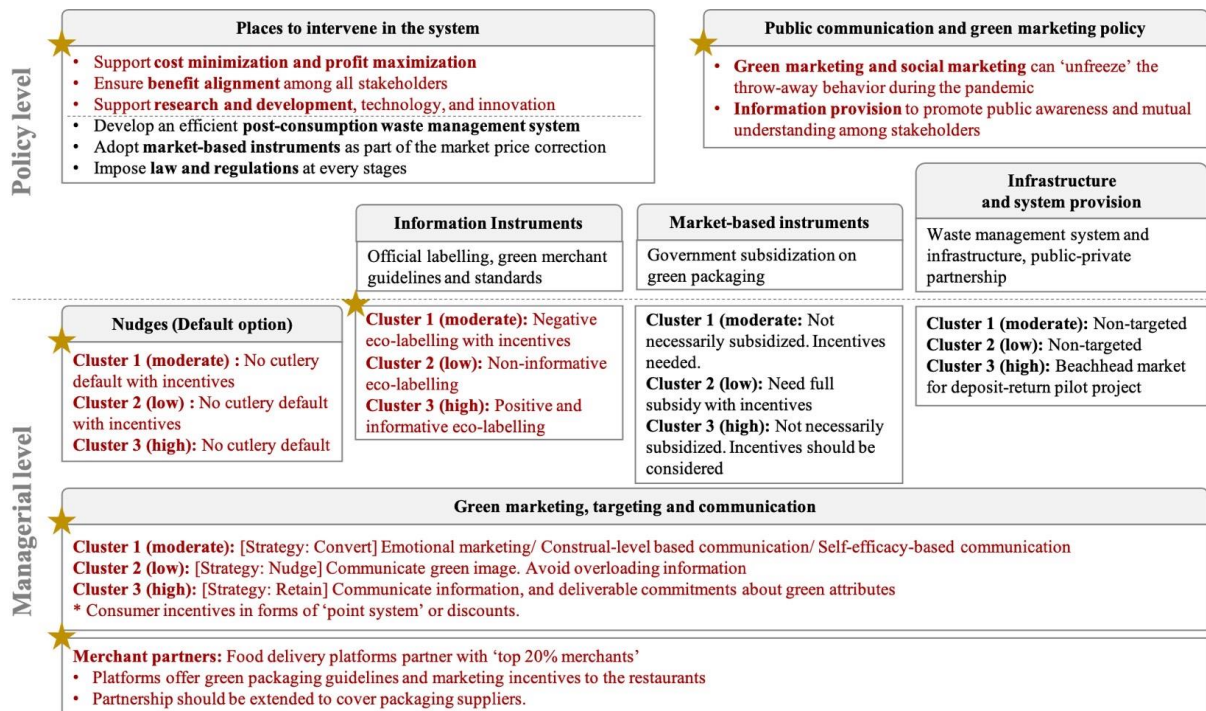 Policy level
Places to intervene in the system
• Support cost minimization and profit maximization
• Ensure benefit alignment among all stakeholders
• Support research and development, technology, and innovation
• Develop an efficient post-consumption waste management system
• Adopt market-based instruments as part of the market price correction
• Impose law and regulations at every stages
Public communication and green marketing policy
• Green marketing and social marketing can ‘unfreeze’ the
throw-away behavior during the pandemic
• Information provision to promote public awareness and mutual
understanding among stakeholders
Information Instruments
Official labelling, green merchant
guidelines and standards
Market-based instruments
Government subsidization on
green packaging
Infrastructure
and system provision
Waste management system and
infrastructure, public-private
partnership
Managerial level
Nudges (Default option)
Cluster 1 (moderate) : No cutlery
default with incentives
Cluster 2 (low) : No cutlery default
with incentives
Cluster 3 (high): No cutlery default
Cluster 1 (moderate): Negative
eco-labelling with incentives
Cluster 2 (low): Non-informative
eco-labelling
Cluster 3 (high): Positive and
informative eco-labelling
Cluster 1 (moderate: Not
necessarily subsidized. Incentives
needed.
Cluster 2 (low): Need full
subsidy with incentives
Cluster 3 (high): Not necessarily
subsidized. Incentives should be
considered
Cluster 1 (moderate): Non-targeted
Cluster 2 (low): Non-targeted
Cluster 3 (high): Beachhead market
for deposit-return pilot project
Green marketing, targeting and communication
Cluster 1 (moderate): [Strategy: Convert] Emotional marketing/ Construal-level based communication/ Self-efficacy-based communication
Cluster 2 (low): [Strategy: Nudge] Communicate green image. Avoid overloading information
Cluster 3 (high): [Strategy: Retain] Communicate information, and deliverable commitments about green attributes
* Consumer incentives in forms of ‘point system’ or discounts.
Merchant partners: Food delivery platforms partner with ‘top 20% merchants’
• Platforms offer green packaging guidelines and marketing incentives to the restaurants
• Partnership should be extended to cover packaging suppliers.